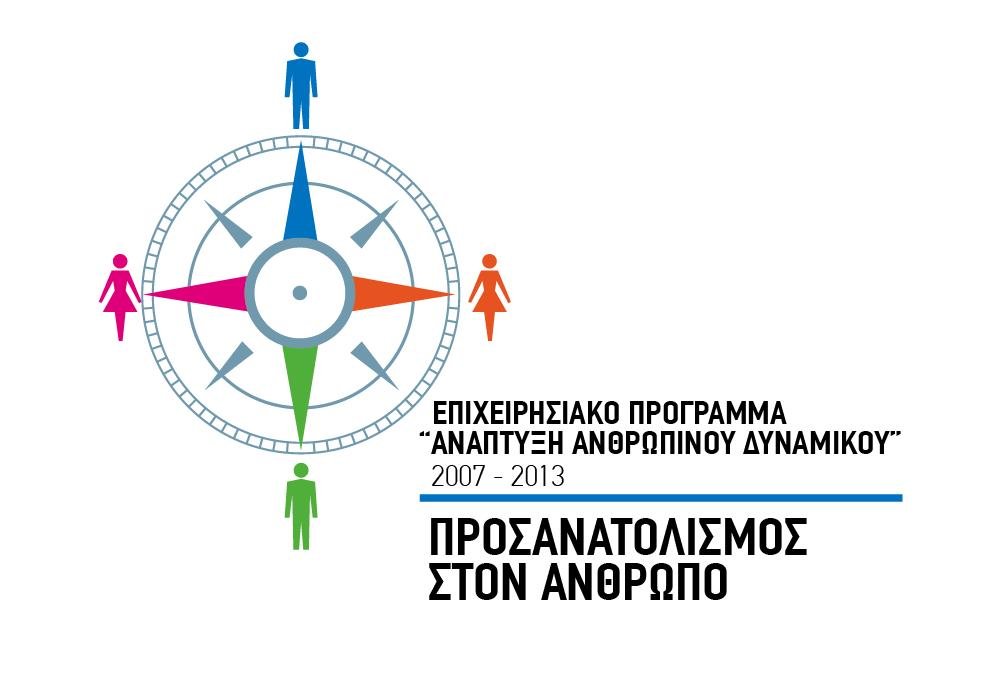 ΕΠΙΧΕΙΡΗΣΙΑΚΟ ΠΡΟΓΡΑΜΜΑ
“ΑΝΑΠΤΥΞΗ ΑΝΘΡΩΠΙΝΟΥ ΔΥΝΑΜΙΚΟΥ”
2007 - 2013
ΠΡΟΣΑΝΑΤΟΛΙΣΜΟΣ
ΣΤΟΝ ΑΝΘΡΩΠΟ